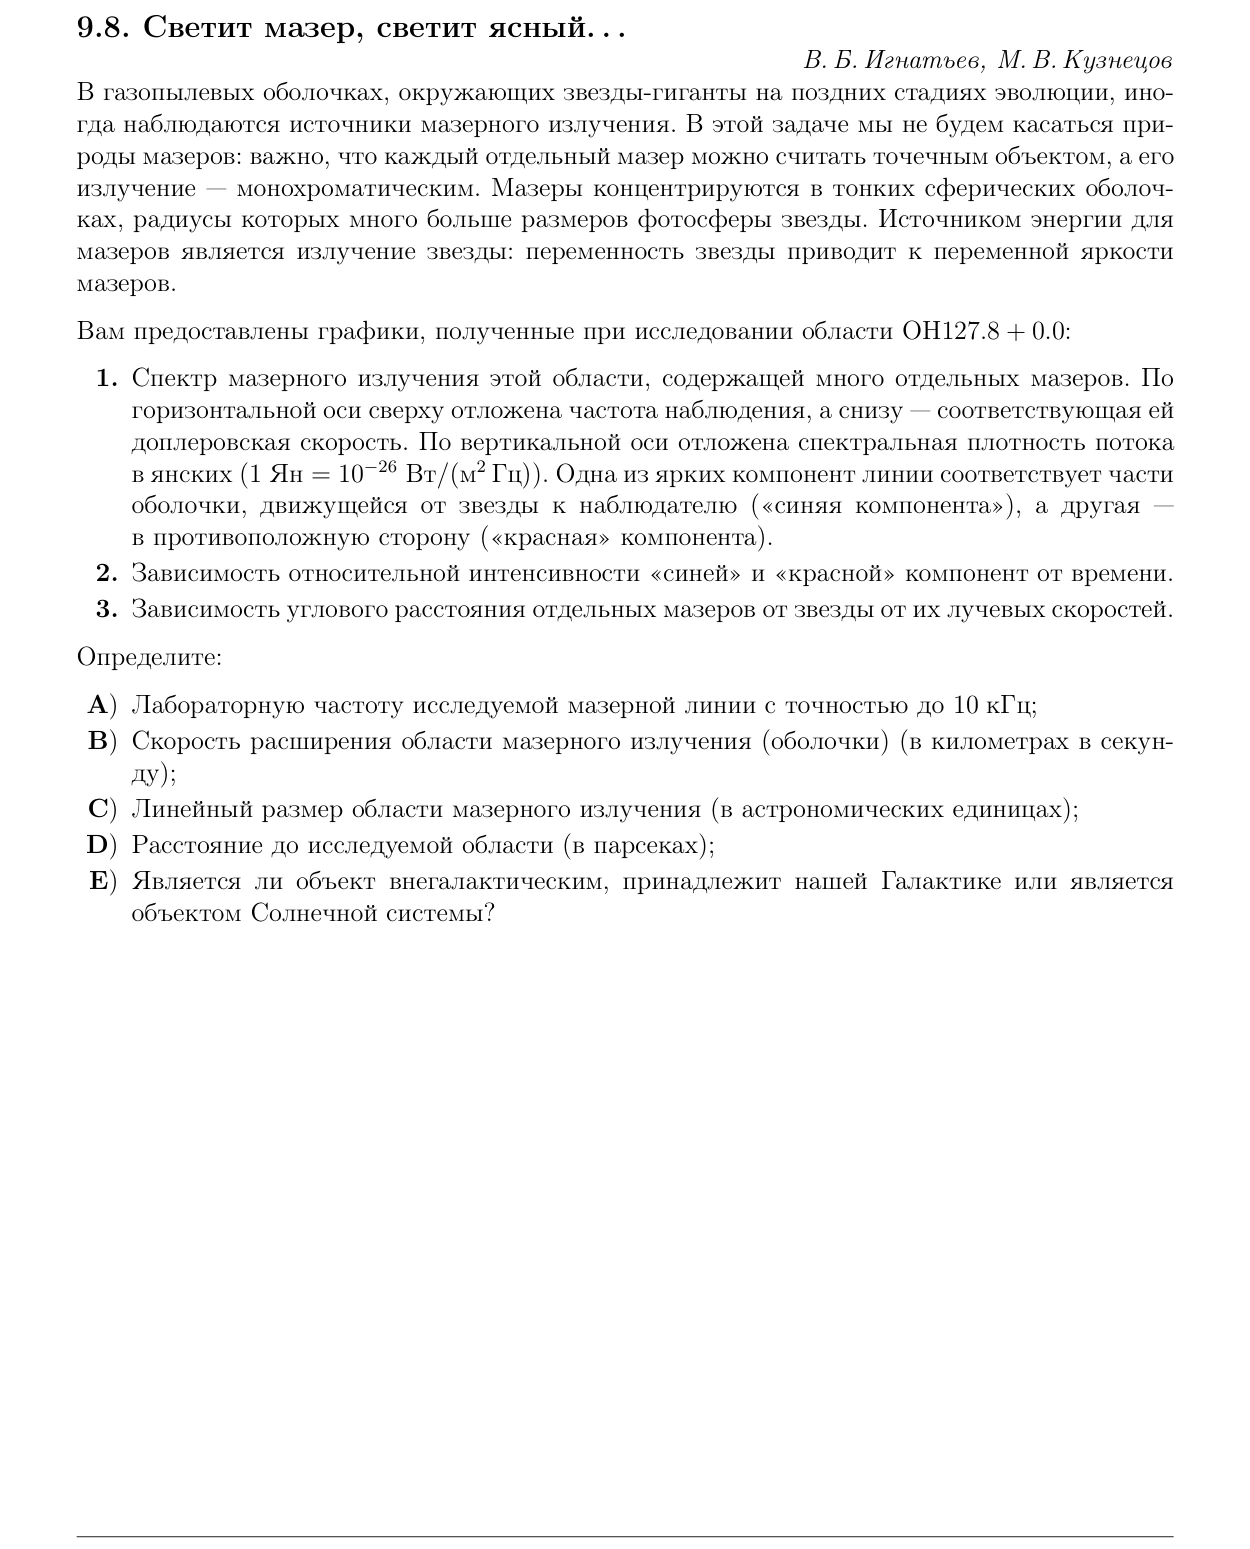 9.8. Светит мазер, светит ясный...
В. Б. Игнатьев, М. В. Кузнецов
В газопылевых оболочках, окружающих звезды-гиганты на поздних стадиях эволюции, ино-
гда наблюдаются источники мазерного излучения. В этой задаче мы не будем касаться при-
роды мазеров: важно, что каждый отдельный мазер можно считать точечным объектом, а его
излучение — монохроматическим. Мазеры концентрируются в тонких сферических оболоч-
ках, радиусы которых много больше размеров фотосферы звезды. Источником энергии для
мазеров является излучение звезды: переменность звезды приводит к переменной яркости
мазеров.
Вам предоставлены графики, полученные при исследовании области OH127.8 + 0.0:
1. Спектр мазерного излучения этой области, содержащей много отдельных мазеров. По
горизонтальной оси сверху отложена частота наблюдения, а снизу — соответствующая ей
доплеровская скорость. По вертикальной оси отложена спектральная плотность потока
в янских (1 Ян = 10⁻²⁶ Вт/(м² Гц)). Одна из ярких компонент линии соответствует части
оболочки, движущейся от звезды к наблюдателю («синяя компонента»), а другая —
в противоположную сторону («красная» компонента).
2. Зависимость относительной интенсивности «синей» и «красной» компонент от времени.
3. Зависимость углового расстояния отдельных мазеров от звезды от их лучевых скоростей.
Определите:
A) Лабораторную частоту исследуемой мазерной линии с точностью до 10 кГц;
B) Скорость расширения области мазерного излучения (оболочки) (в километрах в секун-
ду);
C) Линейный размер области мазерного излучения (в астрономических единицах);
D) Расстояние до исследуемой области (в парсеках);
E) Является ли объект внегалактическим, принадлежит нашей Галактике или является
объектом Солнечной системы?